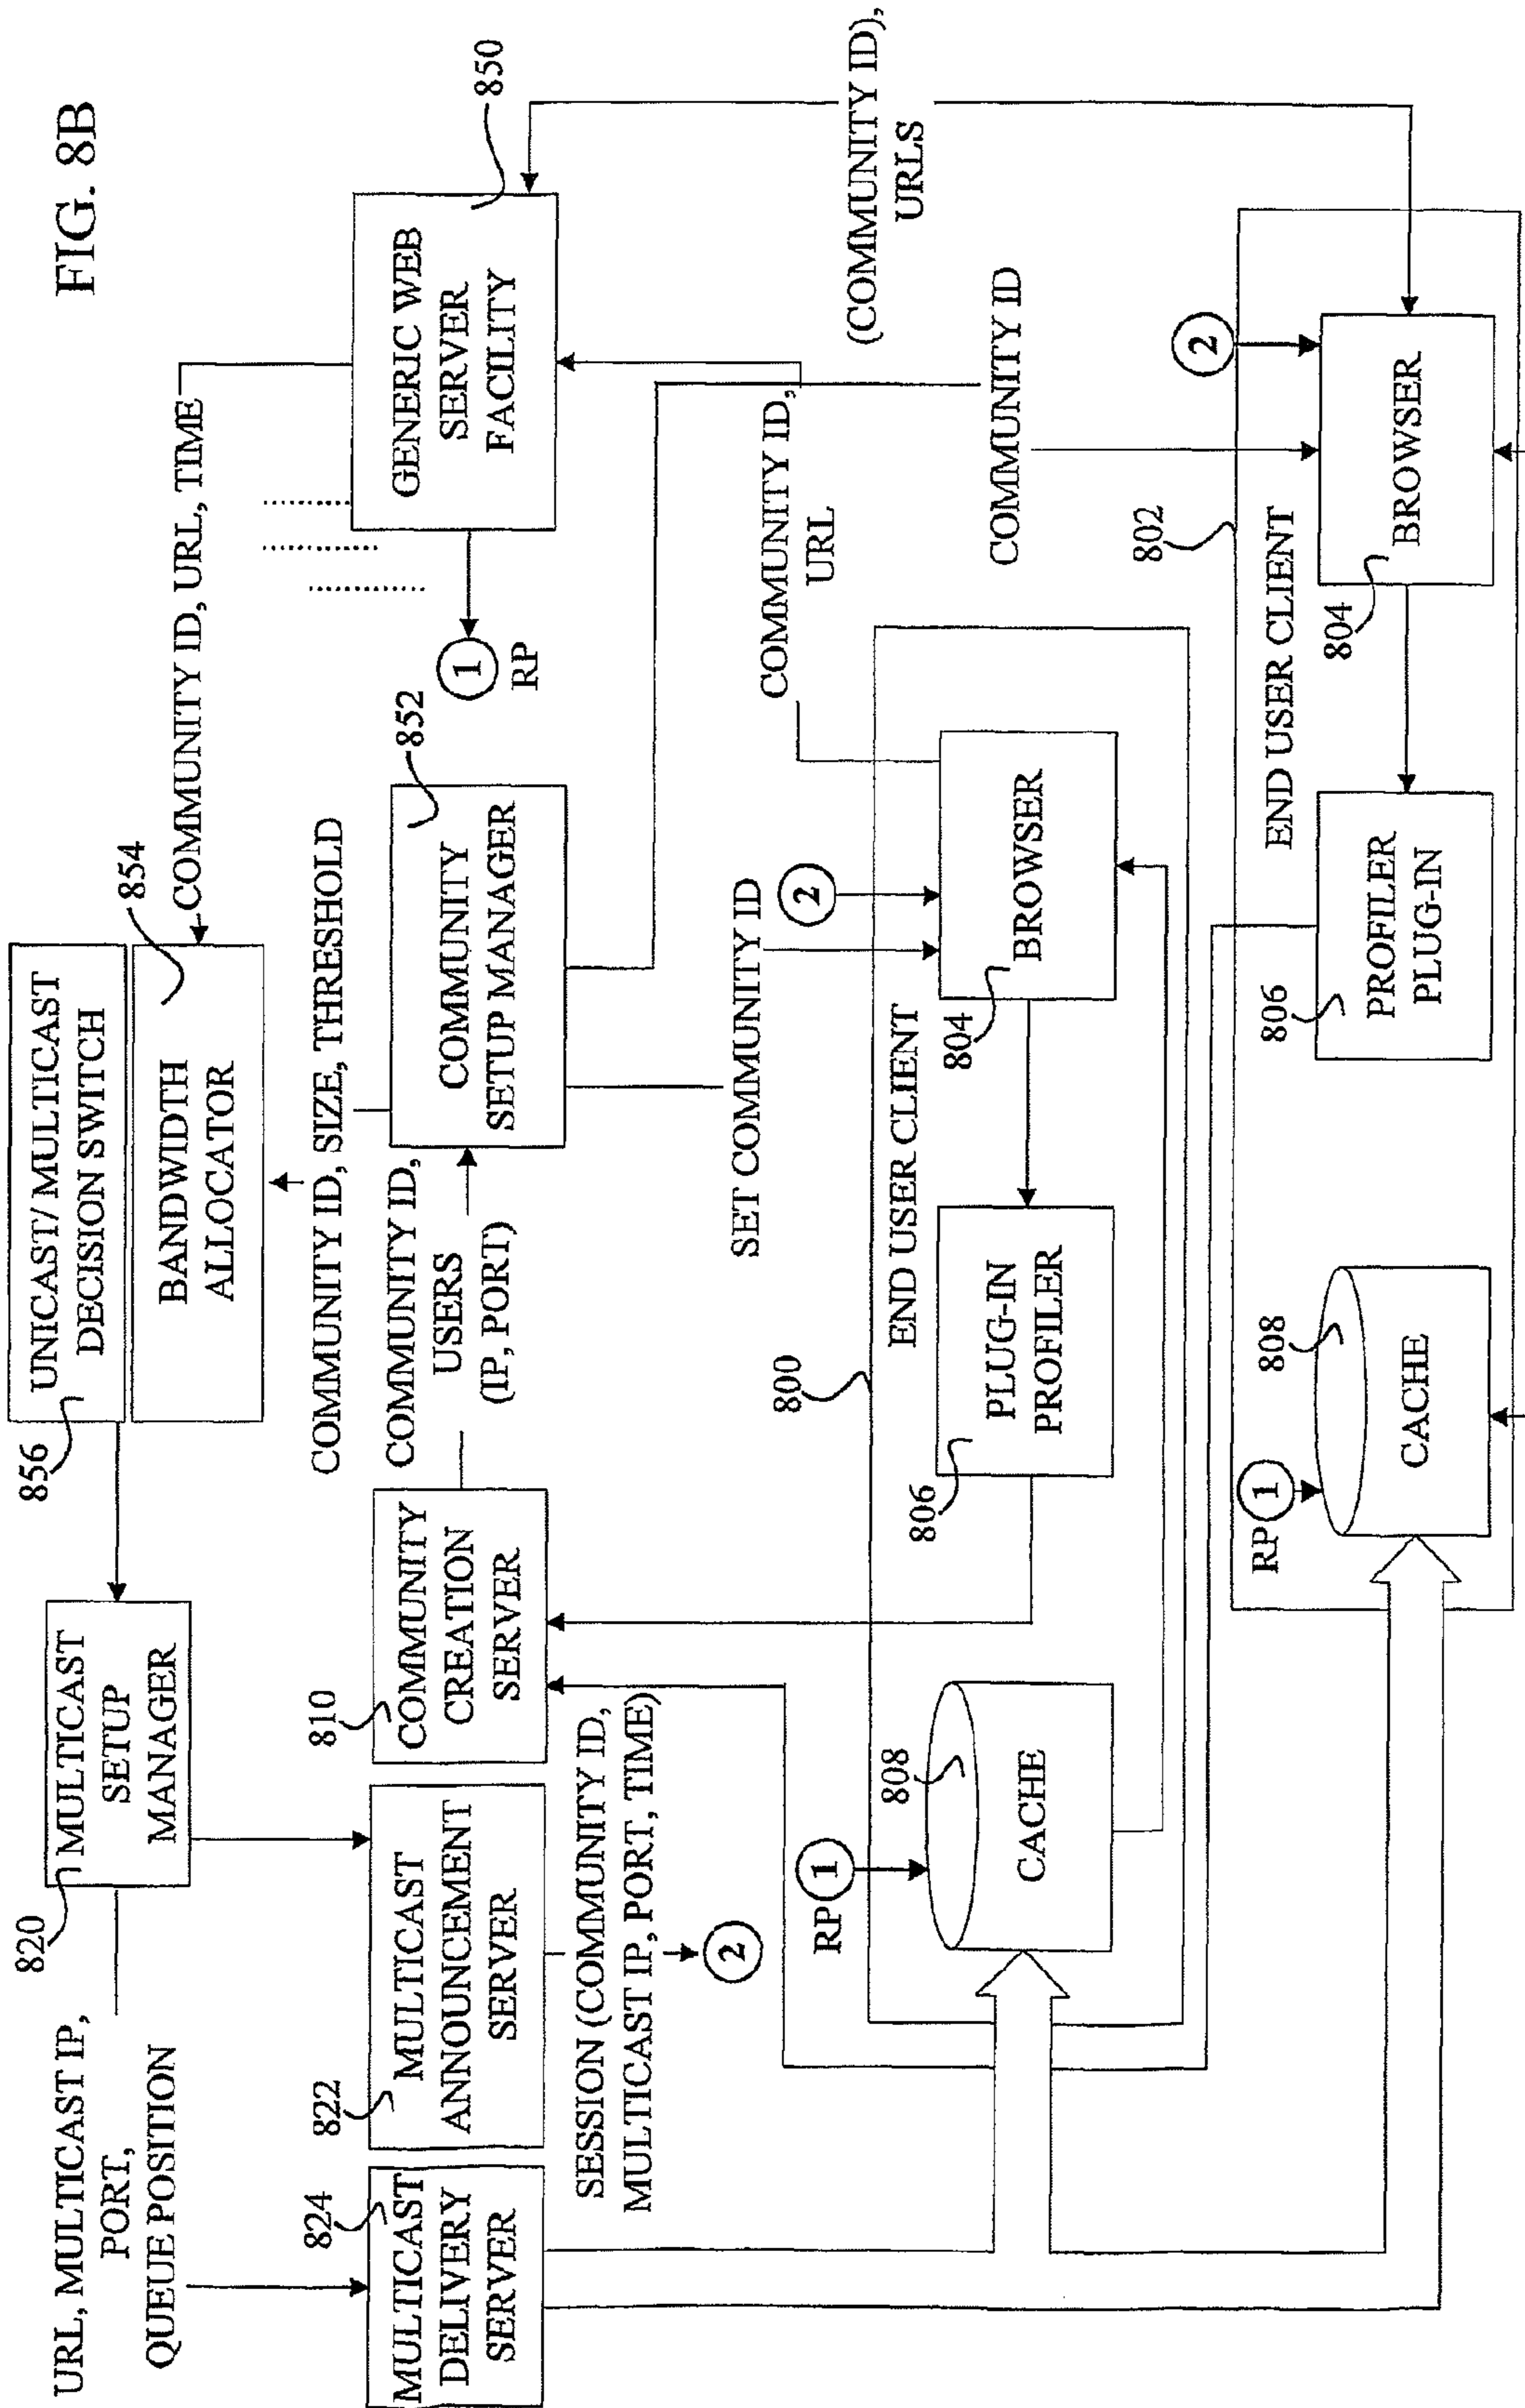 FIG. 8B
URL, MULTICAST IP,
PORT,
QUEUE POSITION
820
MULTICAST
SETUP
MANAGER
856
UNICAST/ MULTICAST
DECISION SWITCH
BANDWIDTH
ALLOCATOR
854
COMMUNITY ID, URL, TIME
COMMUNITY ID, SIZE, THRESHOLD
824
MULTICAST
DELIVERY
SERVER
822
MULTICAST
ANNOUNCEMENT
SERVER
810
COMMUNITY
CREATION
SERVER
COMMUNITY ID,
USERS
(IP, PORT)
COMMUNITY
SETUP MANAGER
852
1
RP
GENERIC WEB
SERVER
FACILITY
850
SESSION (COMMUNITY ID,
MULTICAST IP, PORT, TIME)
2
SET COMMUNITY ID
COMMUNITY ID,
URL
(COMMUNITY ID),
URLS
COMMUNITY ID
800
END USER CLIENT
RP
1
808
CACHE
806
PLUG-IN
PROFILER
804
BROWSER
2
802
END USER CLIENT
RP
1
808
CACHE
806
PROFILER
PLUG-IN
804
BROWSER
2